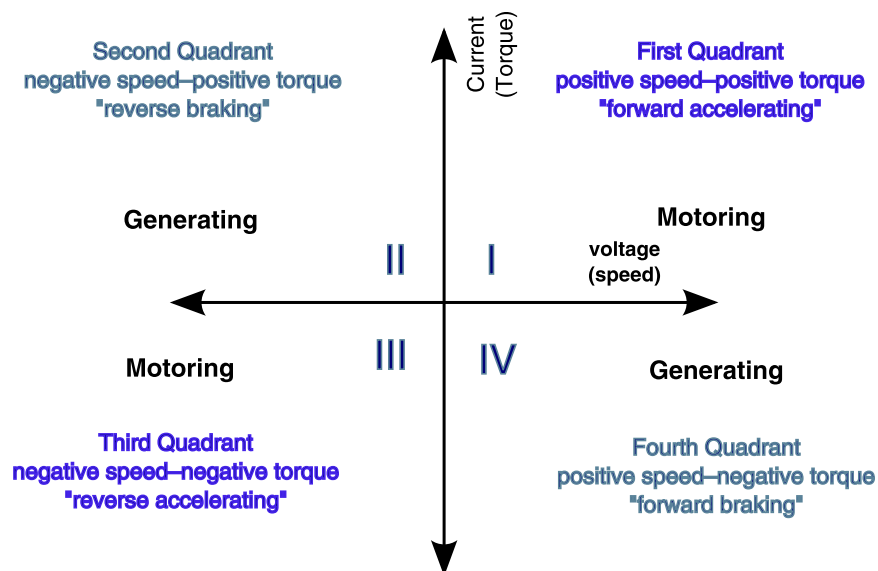 Second Quadrant
negative speed–positive torque
"reverse braking"
Current
(Torque)
First Quadrant
positive speed–positive torque
"forward accelerating"
Generating
Motoring
II
I
voltage
(speed)
III
IV
Motoring
Generating
Third Quadrant
negative speed–negative torque
"reverse accelerating"
Fourth Quadrant
positive speed–negative torque
"forward braking"